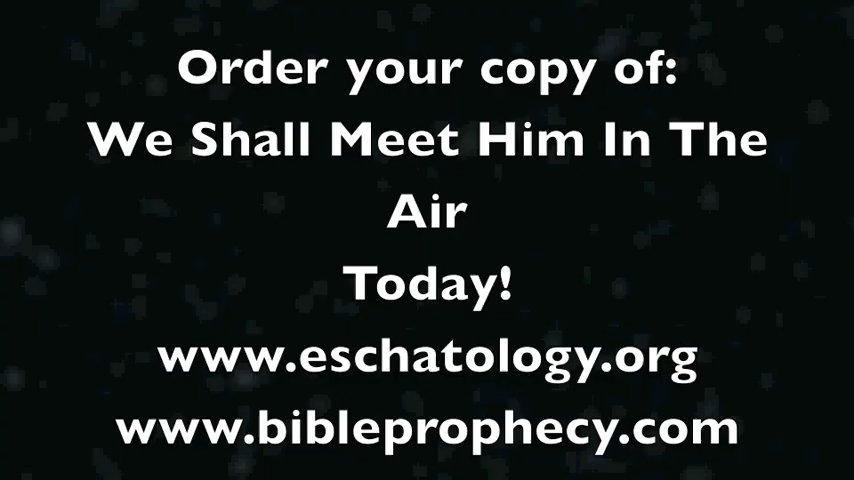 Order your copy of:
We Shall Meet Him In The
Air
Today!
www.eschatology.org
www.bibleprophecy.com